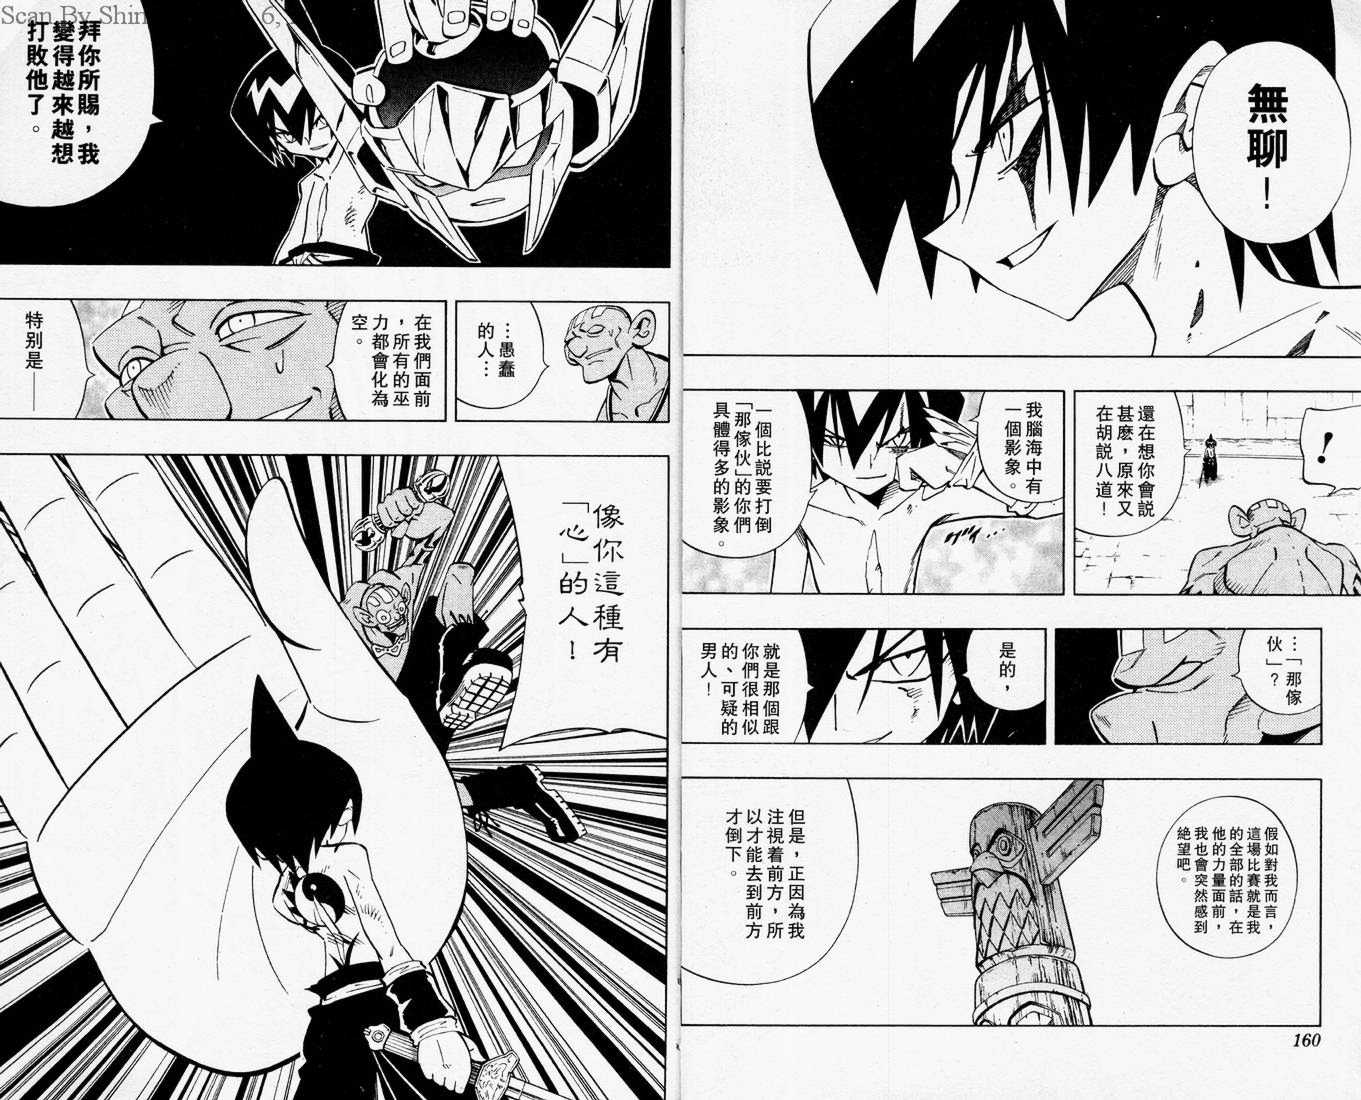 無聊！
！
還在想你會說
甚麽，原來又
在胡說八道！
我腦海中有
一個影象。
一個比說要打倒
「那傢伙」的你們
具體得多的影象。
…「那傢
伙」？
是的，
就是那個跟
你們很相似
的、可疑的
男人！
假如對我而言，
這場比賽就是我
的全部的話，在
他的力量面前，
我也會突然感到
絕望吧。
但是，正因為我
注視着前方，所
以才能去到前方
才倒下。
160
Scan By Shin
6,
拜你所賜，我
變得越來越想
打敗他了。
…愚蠢
的人…
在我們面前
，所有的巫
力都會化為
空。
特別是——
像你這種有
「心」的人！